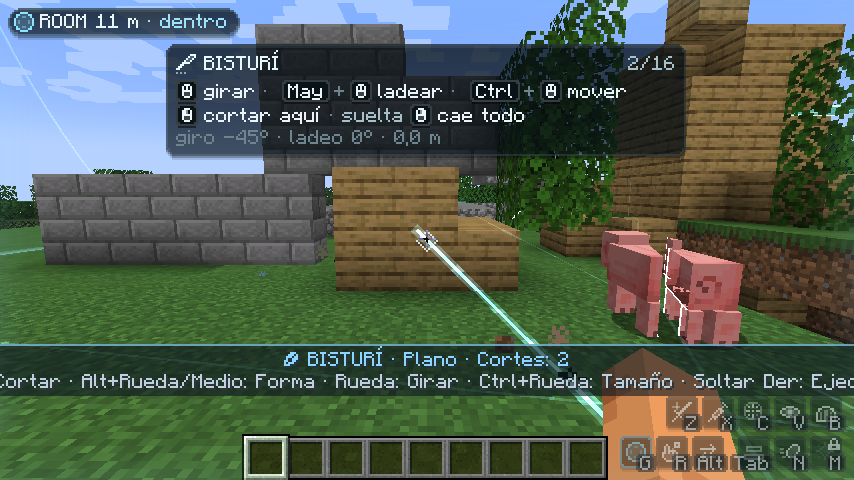 ROOM 11 m · dentro
BISTURÍ 2/16
girar · May + ladear · Ctrl + mover
cortar aquí · suelta cae todo
giro −45° · ladeo 0° · 0,0 m
BISTURÍ · Plano · Cortes: 2
Cortar · Alt+Rueda/Medio: Forma · Rueda: Girar · Ctrl+Rueda: Tamaño · Soltar Der: Ejec
Z X C V B
G R Alt Tab N M